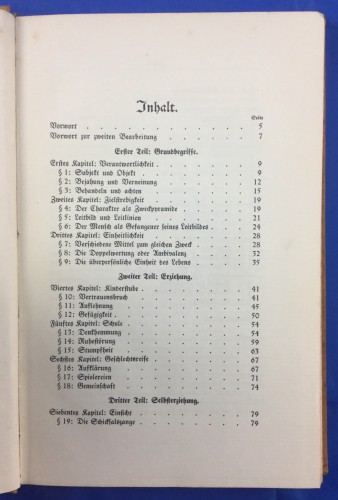 Inhalt.
Seite
Vorwort . . . . . . . . . . . 5
Vorwort zur zweiten Bearbeitung . . . . . . . 7
Erster Teil: Grundbegriffe.
Erstes Kapitel: Verantwortlichkeit . . . . . . . 9
§ 1: Subjekt und Objekt . . . . . . . . 9
§ 2: Bejahung und Verneinung . . . . . . . 12
§ 3: Behandeln und achten . . . . . . . 15
Zweites Kapitel: Zielstrebigkeit . . . . . . . 19
§ 4: Der Charakter als Zweckpyramide . . . . . 19
§ 5: Leitbild und Leitlinien . . . . . . . 21
§ 6: Der Mensch als Gefangener seines Leitbildes . . . 24
Drittes Kapitel: Einheitlichkeit . . . . . . . 28
§ 7: Verschiedene Mittel zum gleichen Zweck . . . . 28
§ 8: Die Doppelwertung oder Ambivalenz . . . . . 32
§ 9: Die überpersönliche Einheit des Lebens . . . . 35
Zweiter Teil: Erziehung.
Viertes Kapitel: Kinderstube . . . . . . . 41
§ 10: Vertrauensbruch . . . . . . . . 41
§ 11: Auflehnung . . . . . . . . . 45
§ 12: Gefügigkeit . . . . . . . . . 50
Fünftes Kapitel: Schule . . . . . . . . 54
§ 13: Denkhemmung . . . . . . . . 54
§ 14: Ruhestörung . . . . . . . . . 59
§ 15: Stumpfheit . . . . . . . . . 63
Sechstes Kapitel: Geschlechtsreife . . . . . . 67
§ 16: Aufklärung . . . . . . . . . 67
§ 17: Spielereien . . . . . . . . . 71
§ 18: Gemeinschaft . . . . . . . . 74
Dritter Teil: Selbsterziehung.
Siebentes Kapitel: Einsicht . . . . . . . 79
§ 19: Die Schicksalszange . . . . . . . 79